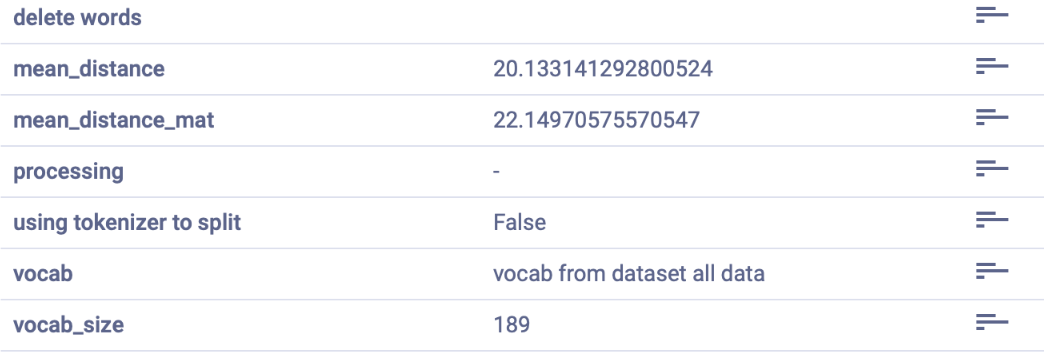 delete words
mean_distance 20.133141292800524
mean_distance_mat 22.14970575570547
processing -
using tokenizer to split False
vocab vocab from dataset all data
vocab_size 189